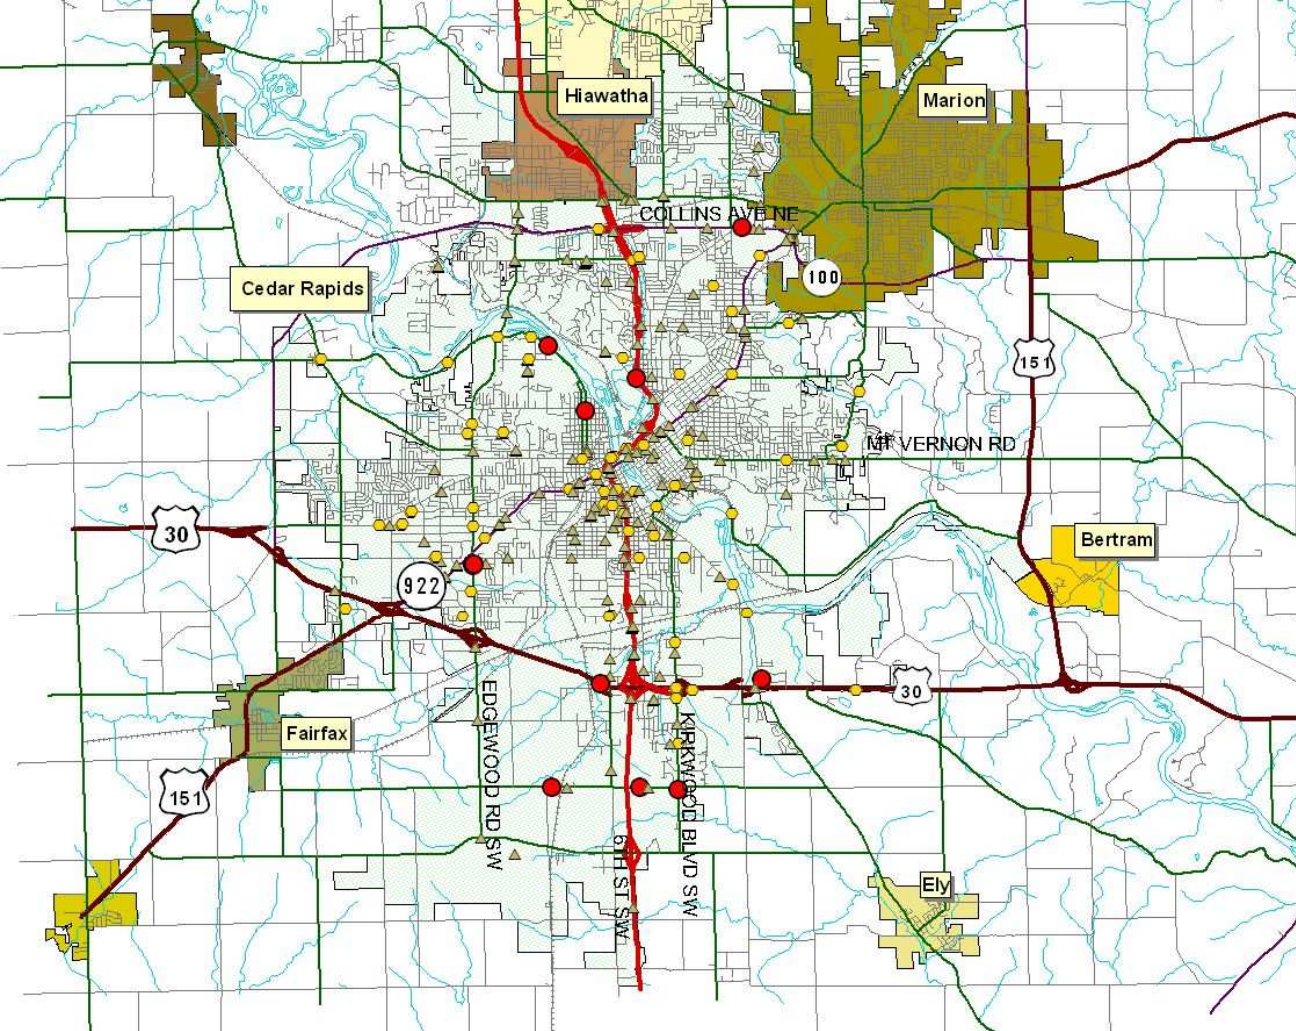 Hiawatha
Marion
COLLINS AVE NE
100
Cedar Rapids
151
MT VERNON RD
30
Bertram
922
30
EDGEWOOD RD SW
KIRKWOOD BLVD SW
Fairfax
151
6TH ST SW
Ely